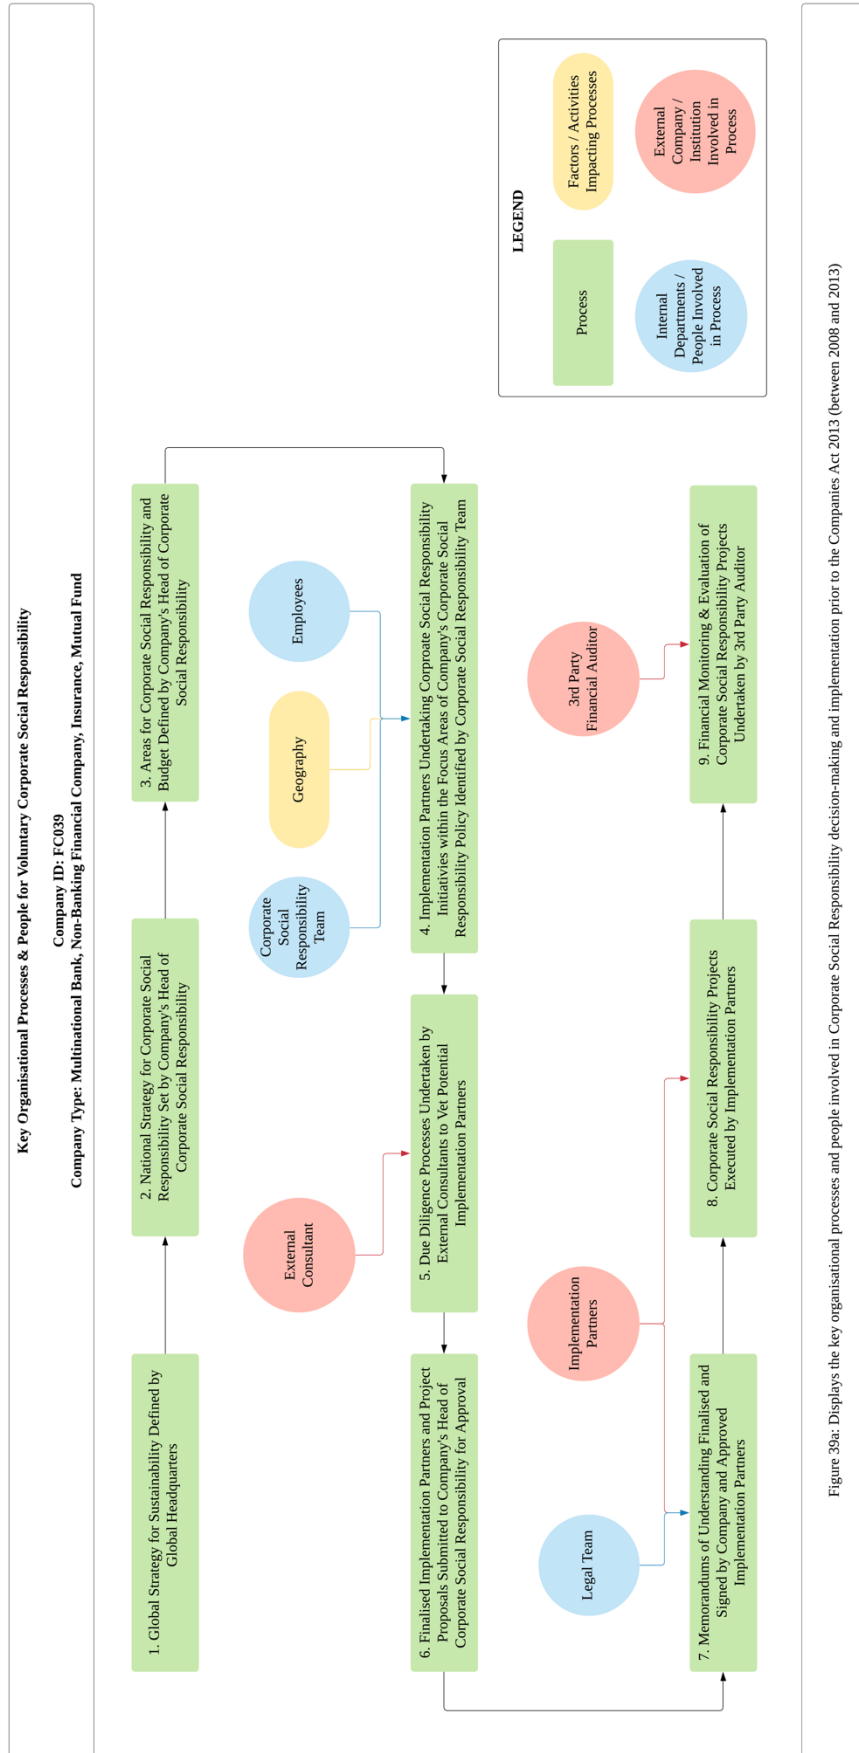 Key Organisational Processes & People for Voluntary Corporate Social Responsibility
Company ID: FC039
Company Type: Multinational Bank, Non-Banking Financial Company, Insurance, Mutual Fund
1. Global Strategy for Sustainability Defined by
Global Headquarters
2. National Strategy for Corporate Social
Responsibility Set by Company's Head of
Corporate Social Responsibility
3. Areas for Corporate Social Responsibility and
Budget Defined by Company's Head of Corporate
Social Responsibility
External
Consultant
Corporate
Social
Responsibility
Team
Geography
Employees
6. Finalised Implementation Partners and Project
Proposals Submitted to Company's Head of
Corporate Social Responsibility for Approval
5. Due Diligence Processes Undertaken by
External Consultants to Vet Potential
Implementation Partners
4. Implementation Partners Undertaking Corproate Social Responsibility
Initiativies within the Focus Areas of Company's Corporate Social
Responsibility Policy Identified by Corporate Social Responsibility Team
Legal Team
Implementation
Partners
3rd Party
Financial Auditor
7. Memorandums of Understanding Finalised and
Signed by Company and Approved
Implementation Partners
8. Corporate Social Responsibility Projects
Executed by Implementation Partners
9. Financial Monitoring & Evaluation of
Corporate Social Responsibility Projects
Undertaken by 3rd Party Auditor
LEGEND
Process
Factors / Activities
Impacting Processes
Internal
Departments /
People Involved
in Process
External
Company /
Institution
Involved in
Process
Figure 39a: Displays the key organisational processes and people involved in Corporate Social Responsibility decision-making and implementation prior to the Companies Act 2013 (between 2008 and 2013)